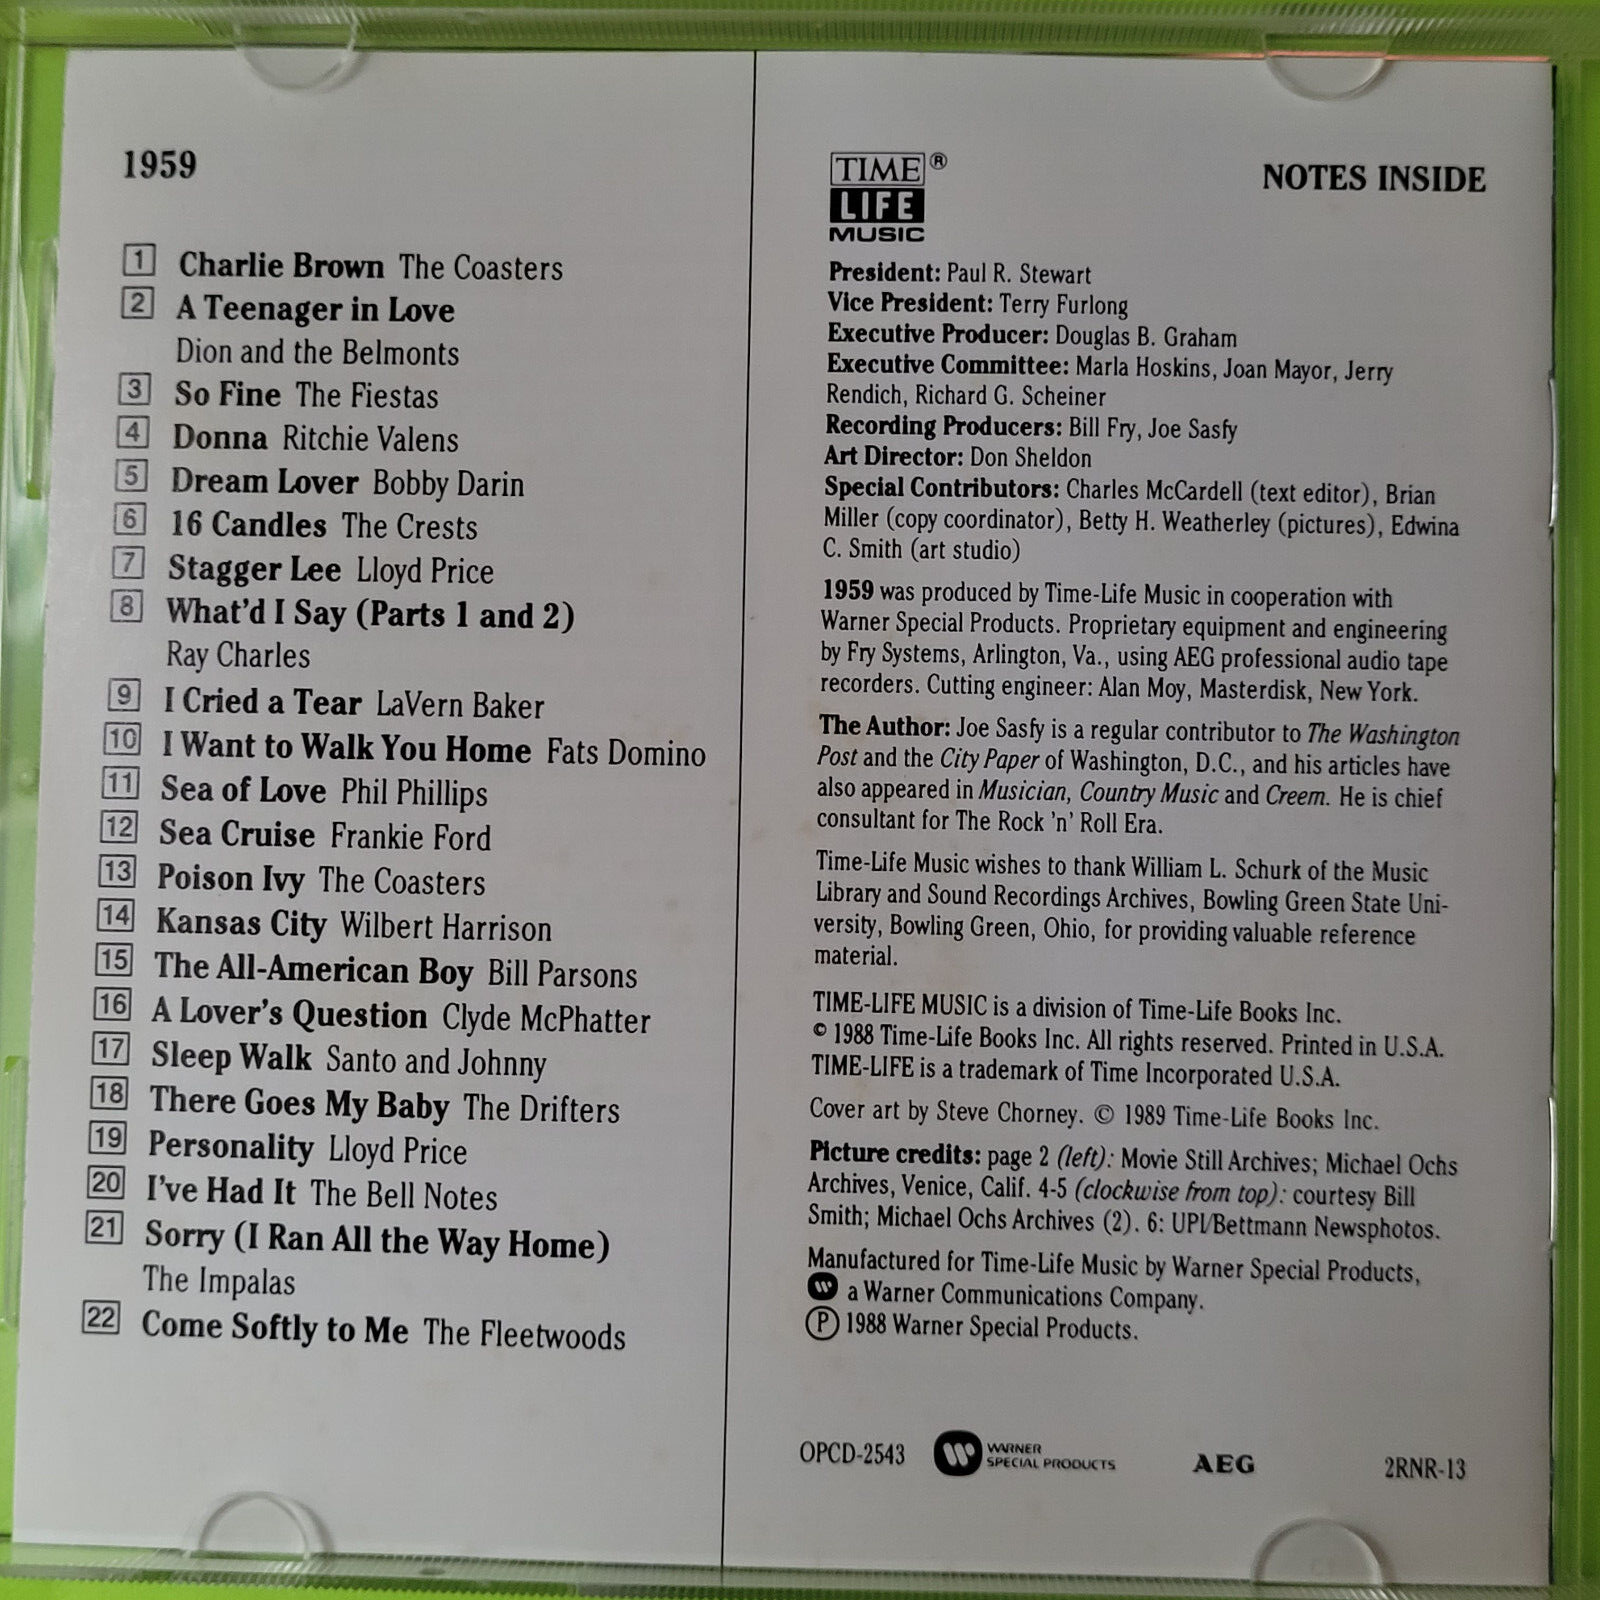 1959
1 Charlie Brown The Coasters
2 A Teenager in Love
Dion and the Belmonts
3 So Fine The Fiestas
4 Donna Ritchie Valens
5 Dream Lover Bobby Darin
6 16 Candles The Crests
7 Stagger Lee Lloyd Price
8 What'd I Say (Parts 1 and 2)
Ray Charles
9 I Cried a Tear LaVern Baker
10 I Want to Walk You Home Fats Domino
11 Sea of Love Phil Phillips
12 Sea Cruise Frankie Ford
13 Poison Ivy The Coasters
14 Kansas City Wilbert Harrison
15 The All-American Boy Bill Parsons
16 A Lover's Question Clyde McPhatter
17 Sleep Walk Santo and Johnny
18 There Goes My Baby The Drifters
19 Personality Lloyd Price
20 I've Had It The Bell Notes
21 Sorry (I Ran All the Way Home)
The Impalas
22 Come Softly to Me The Fleetwoods
TIME ®
LIFE
MUSIC
NOTES INSIDE
President: Paul R. Stewart
Vice President: Terry Furlong
Executive Producer: Douglas B. Graham
Executive Committee: Marla Hoskins, Joan Mayor, Jerry
Rendich, Richard G. Scheiner
Recording Producers: Bill Fry, Joe Sasfy
Art Director: Don Sheldon
Special Contributors: Charles McCardell (text editor), Brian
Miller (copy coordinator), Betty H. Weatherley (pictures), Edwina
C. Smith (art studio)
1959 was produced by Time-Life Music in cooperation with
Warner Special Products. Proprietary equipment and engineering
by Fry Systems, Arlington, Va., using AEG professional audio tape
recorders. Cutting engineer: Alan Moy, Masterdisk, New York.
The Author: Joe Sasfy is a regular contributor to The Washington
Post and the City Paper of Washington, D.C., and his articles have
also appeared in Musician, Country Music and Creem. He is chief
consultant for The Rock 'n' Roll Era.
Time-Life Music wishes to thank William L. Schurk of the Music
Library and Sound Recordings Archives, Bowling Green State Uni-
versity, Bowling Green, Ohio, for providing valuable reference
material.
TIME-LIFE MUSIC is a division of Time-Life Books Inc.
© 1988 Time-Life Books Inc. All rights reserved. Printed in U.S.A.
TIME-LIFE is a trademark of Time Incorporated U.S.A.
Cover art by Steve Chorney. © 1989 Time-Life Books Inc.
Picture credits: page 2 (left): Movie Still Archives; Michael Ochs
Archives, Venice, Calif. 4-5 (clockwise from top): courtesy Bill
Smith; Michael Ochs Archives (2). 6: UPI/Bettmann Newsphotos.
Manufactured for Time-Life Music by Warner Special Products,
a Warner Communications Company.
℗ 1988 Warner Special Products.
OPCD-2543 WARNER
SPECIAL PRODUCTS
AEG
2RNR-13